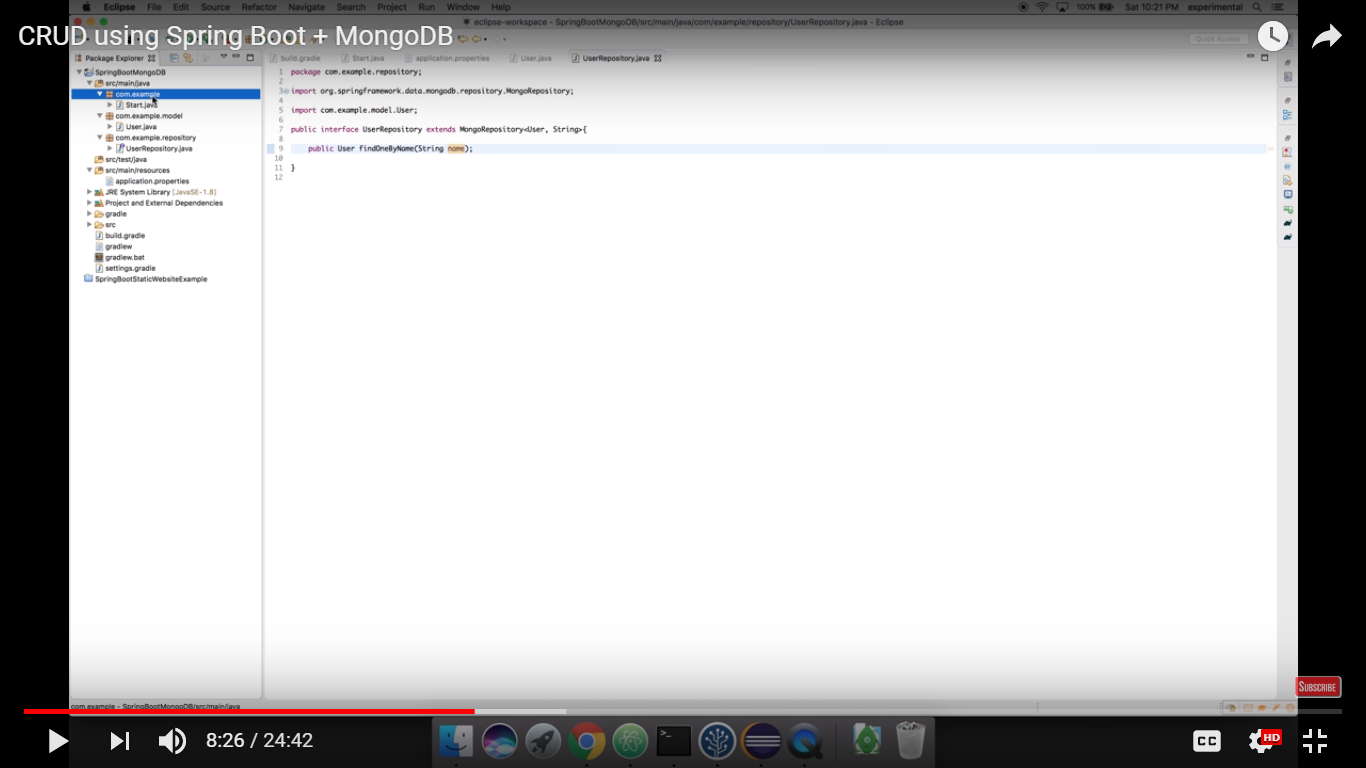 Eclipse File Edit Source Refactor Navigate Search Project Run Window Help 100% Sat 10:21 PM experimental
eclipse-workspace - SpringBootMongoDB/src/main/java/com/example/repository/UserRepository.java - Eclipse
CRUD using Spring Boot + MongoDB
Quick Access
Package Explorer
build.gradle Start.java application.properties User.java UserRepository.java
SpringBootMongoDB
src/main/java
com.example
Start.java
com.example.model
User.java
com.example.repository
UserRepository.java
src/test/java
src/main/resources
application.properties
JRE System Library [JavaSE-1.8]
Project and External Dependencies
gradle
src
build.gradle
gradlew
gradlew.bat
settings.gradle
SpringBootStaticWebsiteExample
1 package com.example.repository;
2
3 import org.springframework.data.mongodb.repository.MongoRepository;
4
5 import com.example.model.User;
6
7 public interface UserRepository extends MongoRepository<User, String>{
8
9 public User findOneByName(String name);
10
11 }
12
SUBSCRIBE
com.example - SpringBootMongoDB/src/main/java
8:26 / 24:42
CC
HD